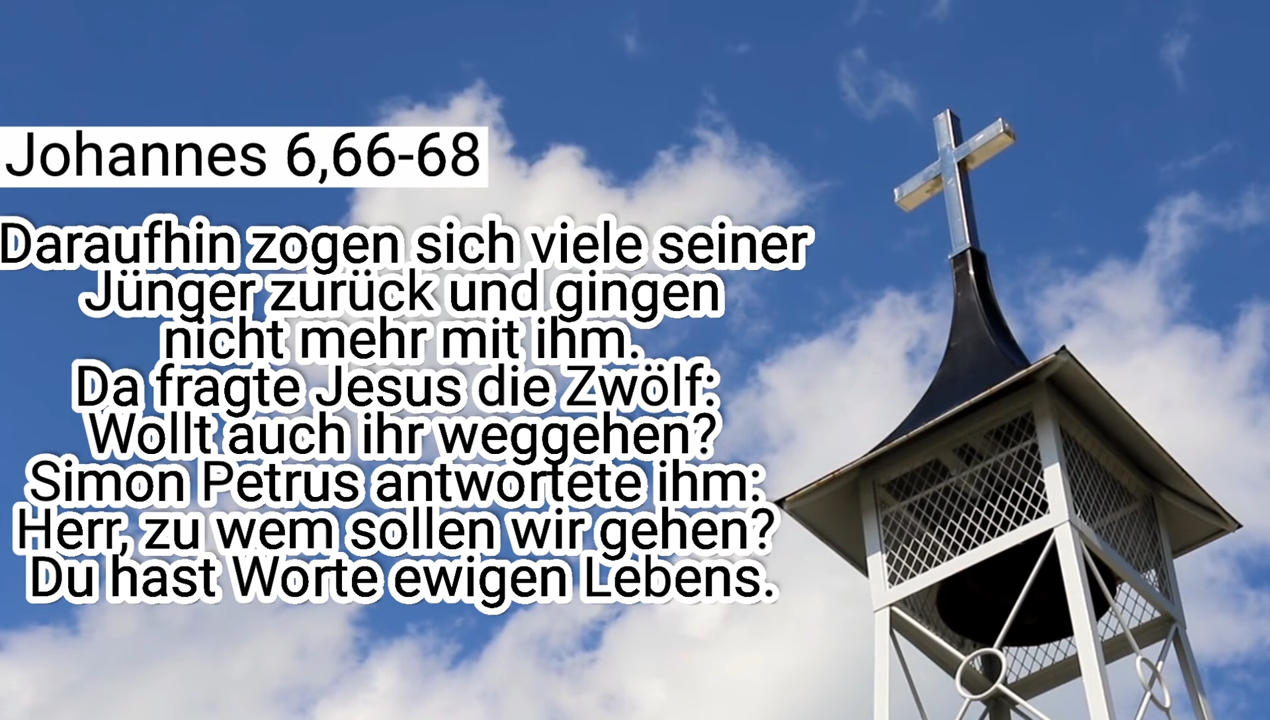 Johannes 6,66-68
Daraufhin zogen sich viele seiner
Jünger zurück und gingen
nicht mehr mit ihm.
Da fragte Jesus die Zwölf:
Wollt auch ihr weggehen?
Simon Petrus antwortete ihm:
Herr, zu wem sollen wir gehen?
Du hast Worte ewigen Lebens.